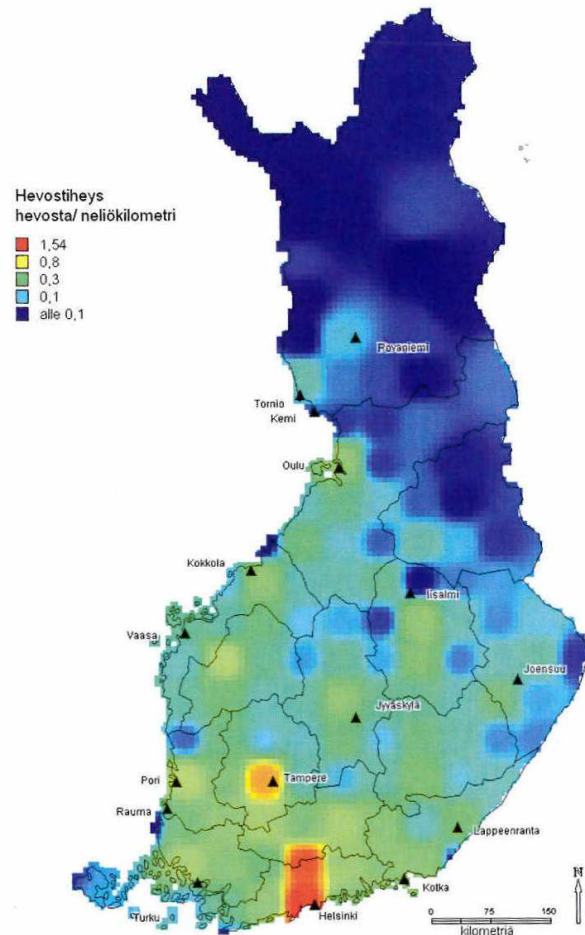 Hevostiheys
hevosta/ neliökilometri
1,54
0,8
0,3
0,1
alle 0,1
Rovaniemi
Tornio
Kemi
Oulu
Kokkola
Iisalmi
Vaasa
Joensuu
Jyväskylä
Pori
Tampere
Rauma
Lappeenranta
Kotka
Turku
Helsinki
N
0 75 150
kilometriä